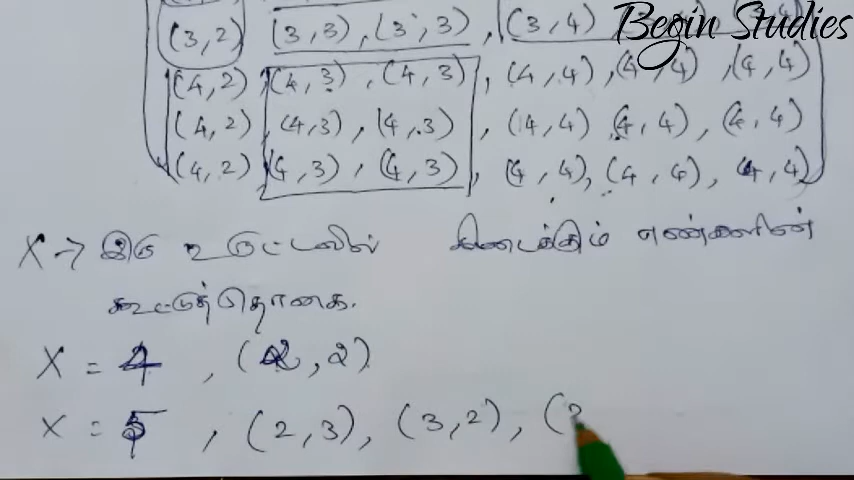 Begin Studies
(3,2) (3,3), (3,3), (3,4)
(4,2), (4,3), (4,3), (4,4), (4,4), (4,4)
(4,2) (4,3), (4,3), (4,4) (4,4), (4,4)
(4,2) (4,3), (4,3), (4,4), (4,4), (4,4)
X → இரு உருட்டலில் கிடைக்கும் எண்களின்
கூட்டுத்தொகை.
X = 4, (2,2)
X = 5, (2,3), (3,2), (3